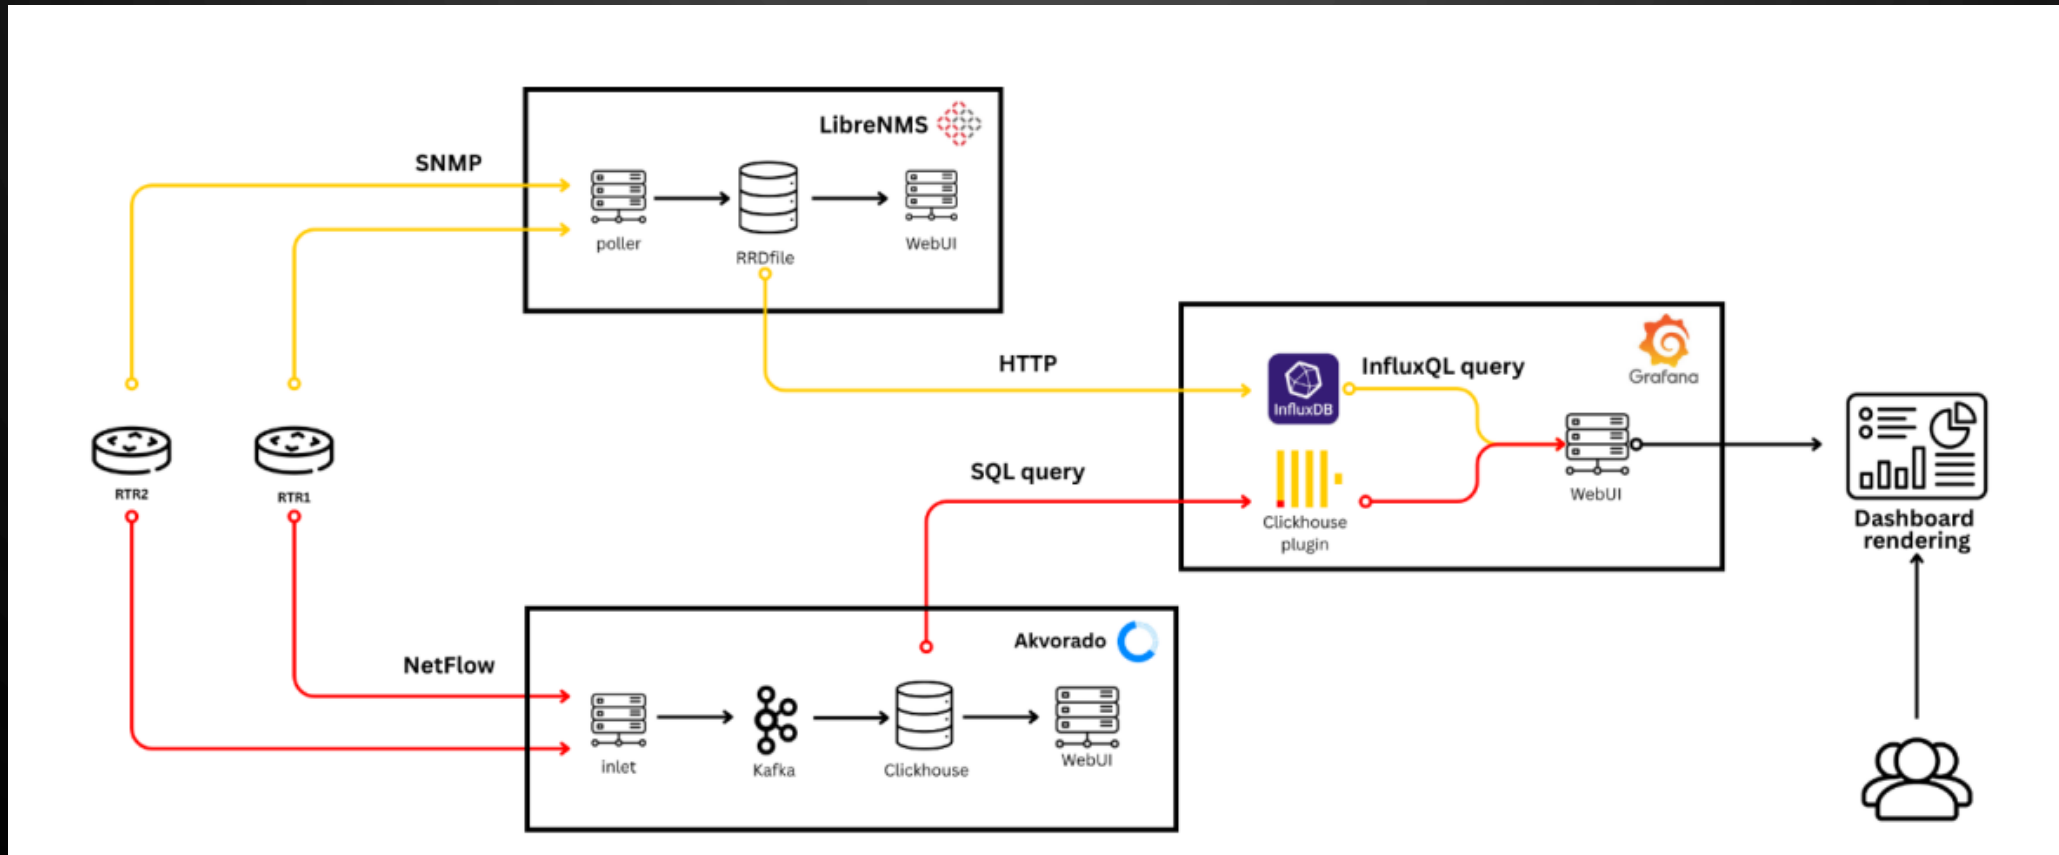 LibreNMS
SNMP
poller
RRDfile
WebUI
HTTP
InfluxDB
InfluxQL query
Grafana
RTR2
RTR1
SQL query
Clickhouse
plugin
WebUI
Dashboard
rendering
NetFlow
Akvorado
inlet
Kafka
Clickhouse
WebUI